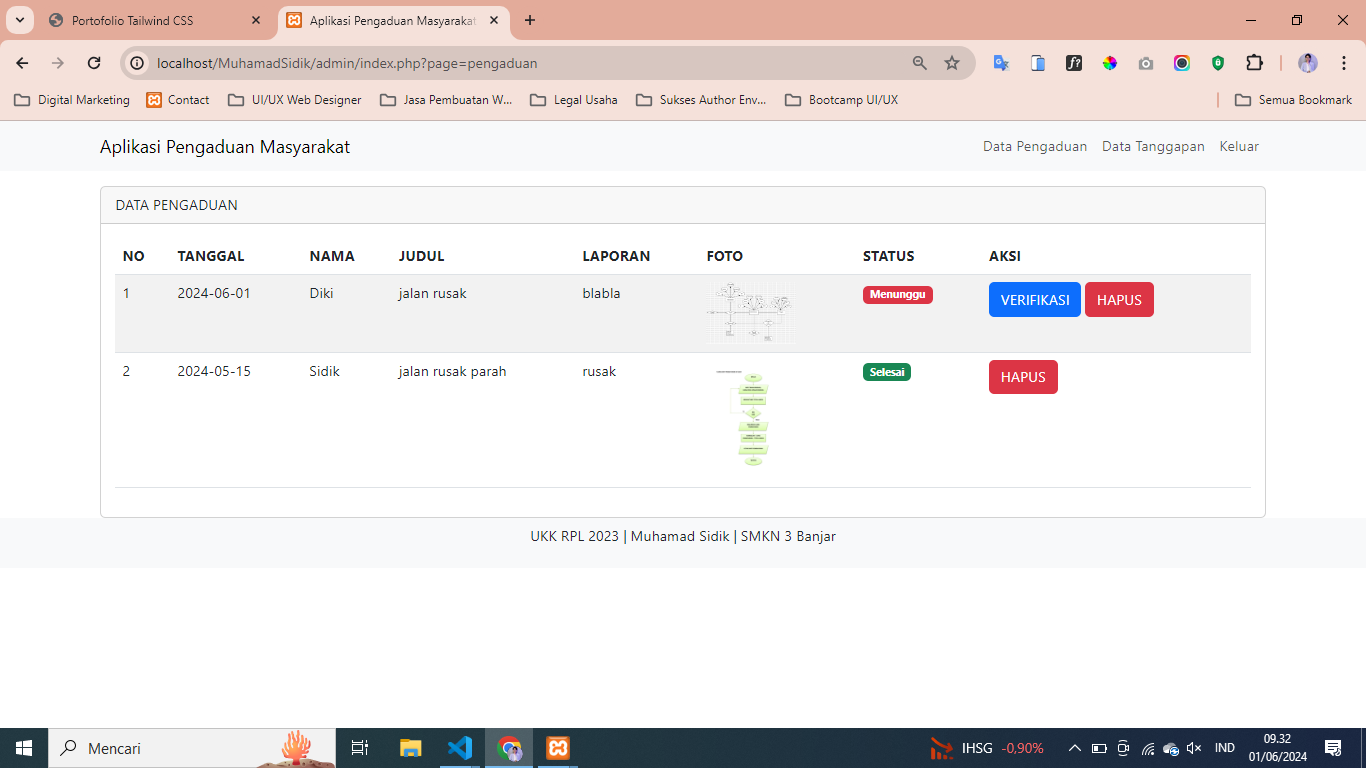 Portofolio Tailwind CSS
Aplikasi Pengaduan Masyarakat
localhost/MuhamadSidik/admin/index.php?page=pengaduan
Digital Marketing Contact UI/UX Web Designer Jasa Pembuatan W... Legal Usaha Sukses Author Env... Bootcamp UI/UX Semua Bookmark
Aplikasi Pengaduan Masyarakat Data Pengaduan Data Tanggapan Keluar
DATA PENGADUAN
NO TANGGAL NAMA JUDUL LAPORAN FOTO STATUS AKSI
1 2024-06-01 Diki jalan rusak blabla Menunggu VERIFIKASI HAPUS
2 2024-05-15 Sidik jalan rusak parah rusak Selesai HAPUS
UKK RPL 2023 | Muhamad Sidik | SMKN 3 Banjar
Mencari IHSG -0,90% IND 09.32
01/06/2024